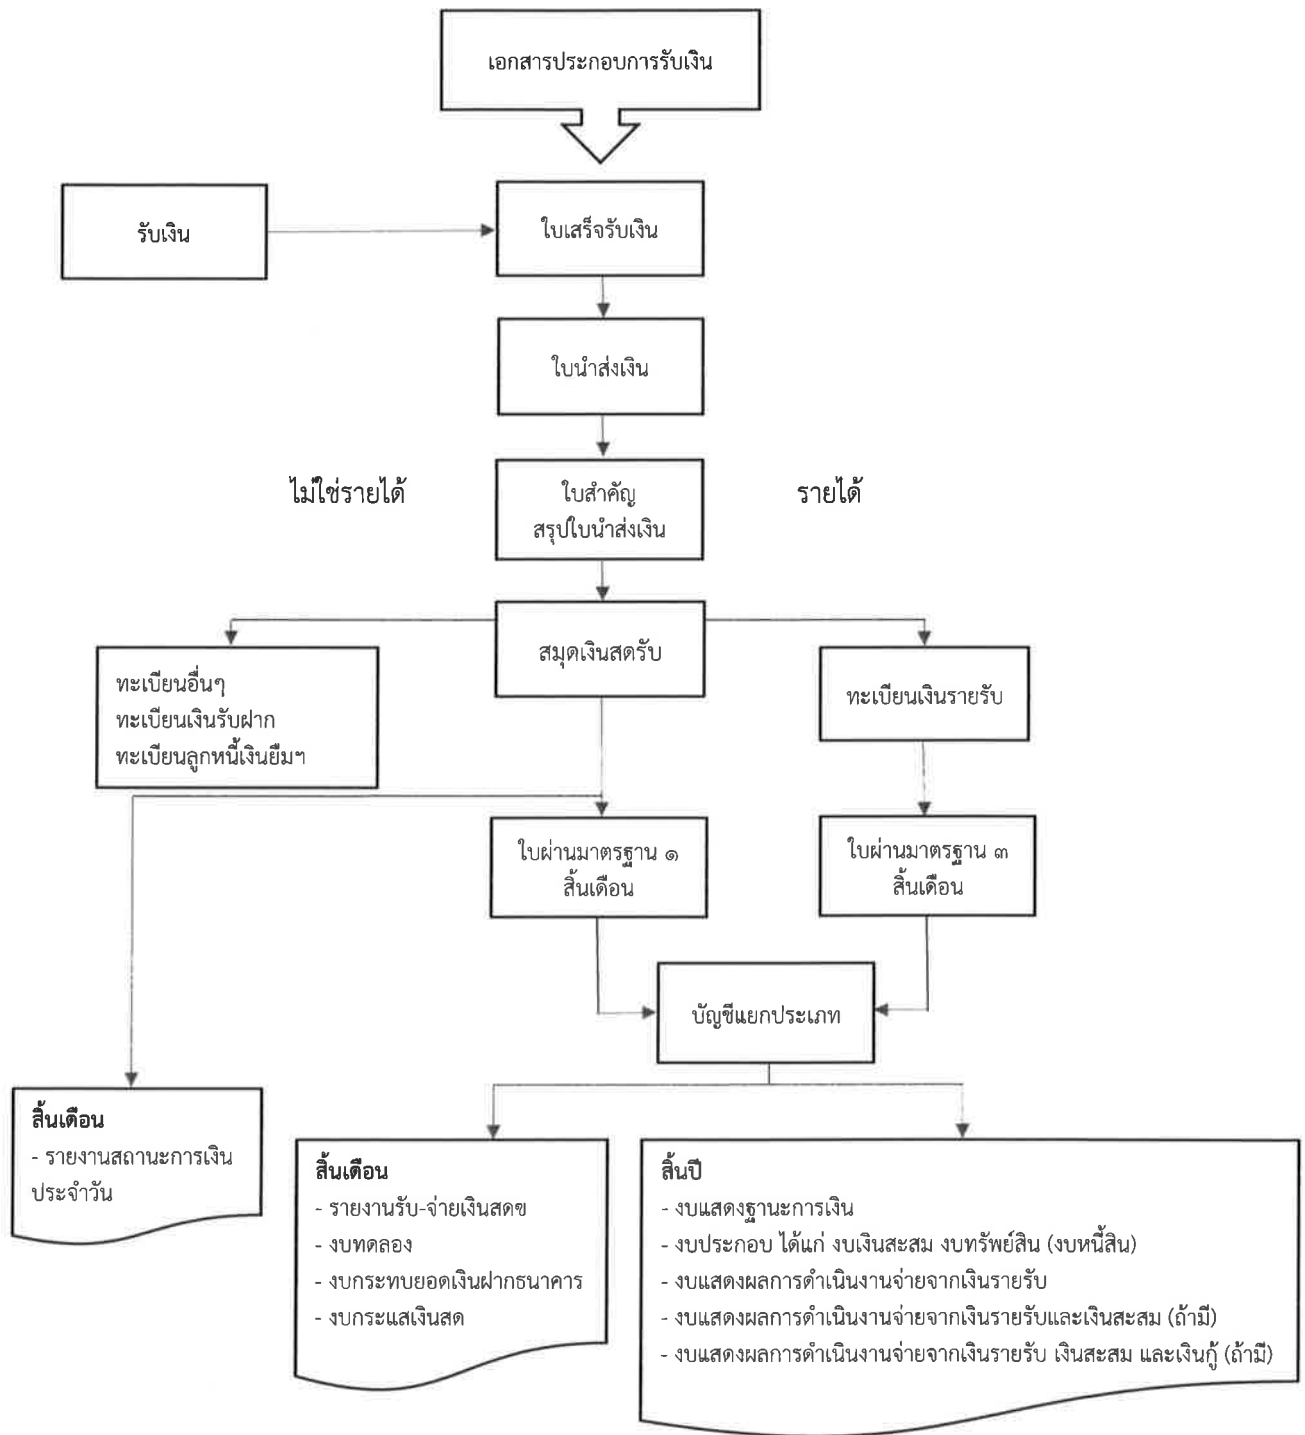 เอกสารประกอบการรับเงิน
รับเงิน
ใบเสร็จรับเงิน
ใบนำส่งเงิน
ไม่ใช่รายได้
ใบสำคัญ
สรุปใบนำส่งเงิน
รายได้
สมุดเงินสดรับ
ทะเบียนอื่นๆ
ทะเบียนเงินรับฝาก
ทะเบียนลูกหนี้เงินยืมฯ
ทะเบียนเงินรายรับ
ใบผ่านมาตรฐาน ๑
สิ้นเดือน
ใบผ่านมาตรฐาน ๓
สิ้นเดือน
บัญชีแยกประเภท
สิ้นเดือน
- รายงานสถานะการเงิน
ประจำวัน
สิ้นเดือน
- รายงานรับ-จ่ายเงินสดข
- งบทดลอง
- งบกระทบยอดเงินฝากธนาคาร
- งบกระแสเงินสด
สิ้นปี
- งบแสดงฐานะการเงิน
- งบประกอบ ได้แก่ งบเงินสะสม งบทรัพย์สิน (งบหนี้สิน)
- งบแสดงผลการดำเนินงานจ่ายจากเงินรายรับ
- งบแสดงผลการดำเนินงานจ่ายจากเงินรายรับและเงินสะสม (ถ้ามี)
- งบแสดงผลการดำเนินงานจ่ายจากเงินรายรับ เงินสะสม และเงินกู้ (ถ้ามี)